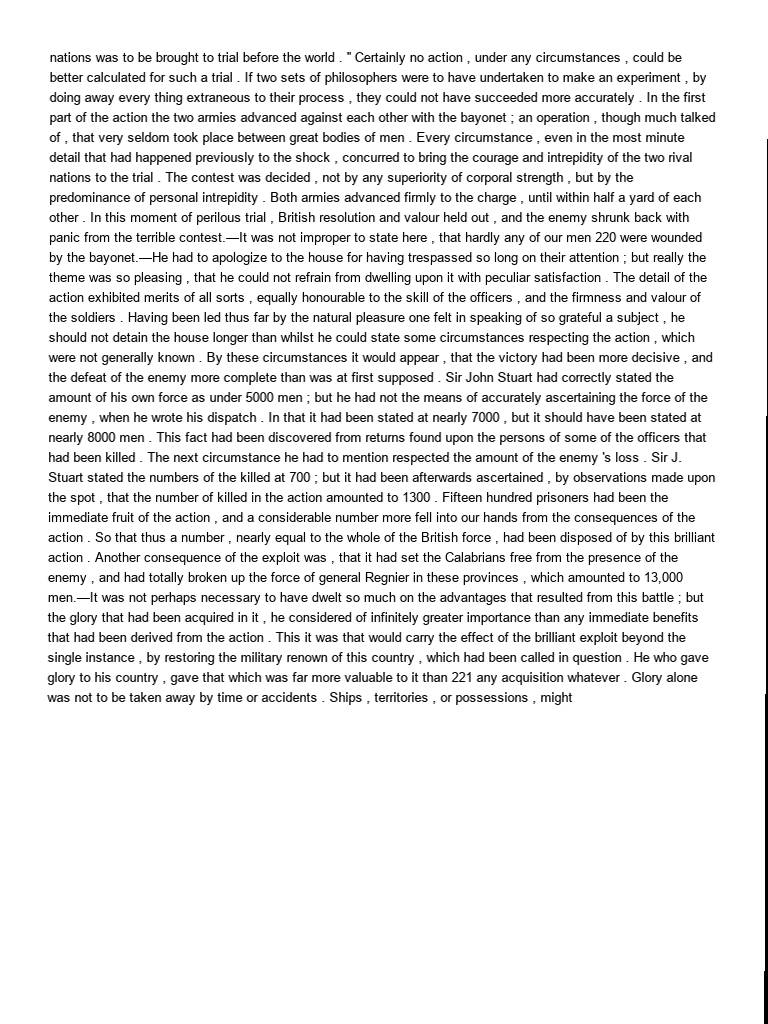 nations was to be brought to trial before the world . " Certainly no action , under any circumstances , could be
better calculated for such a trial . If two sets of philosophers were to have undertaken to make an experiment , by
doing away every thing extraneous to their process , they could not have succeeded more accurately . In the first
part of the action the two armies advanced against each other with the bayonet ; an operation , though much talked
of , that very seldom took place between great bodies of men . Every circumstance , even in the most minute
detail that had happened previously to the shock , concurred to bring the courage and intrepidity of the two rival
nations to the trial . The contest was decided , not by any superiority of corporal strength , but by the
predominance of personal intrepidity . Both armies advanced firmly to the charge , until within half a yard of each
other . In this moment of perilous trial , British resolution and valour held out , and the enemy shrunk back with
panic from the terrible contest.—It was not improper to state here , that hardly any of our men 220 were wounded
by the bayonet.—He had to apologize to the house for having trespassed so long on their attention ; but really the
theme was so pleasing , that he could not refrain from dwelling upon it with peculiar satisfaction . The detail of the
action exhibited merits of all sorts , equally honourable to the skill of the officers , and the firmness and valour of
the soldiers . Having been led thus far by the natural pleasure one felt in speaking of so grateful a subject , he
should not detain the house longer than whilst he could state some circumstances respecting the action , which
were not generally known . By these circumstances it would appear , that the victory had been more decisive , and
the defeat of the enemy more complete than was at first supposed . Sir John Stuart had correctly stated the
amount of his own force as under 5000 men ; but he had not the means of accurately ascertaining the force of the
enemy , when he wrote his dispatch . In that it had been stated at nearly 7000 , but it should have been stated at
nearly 8000 men . This fact had been discovered from returns found upon the persons of some of the officers that
had been killed . The next circumstance he had to mention respected the amount of the enemy 's loss . Sir J.
Stuart stated the numbers of the killed at 700 ; but it had been afterwards ascertained , by observations made upon
the spot , that the number of killed in the action amounted to 1300 . Fifteen hundred prisoners had been the
immediate fruit of the action , and a considerable number more fell into our hands from the consequences of the
action . So that thus a number , nearly equal to the whole of the British force , had been disposed of by this brilliant
action . Another consequence of the exploit was , that it had set the Calabrians free from the presence of the
enemy , and had totally broken up the force of general Regnier in these provinces , which amounted to 13,000
men.—It was not perhaps necessary to have dwelt so much on the advantages that resulted from this battle ; but
the glory that had been acquired in it , he considered of infinitely greater importance than any immediate benefits
that had been derived from the action . This it was that would carry the effect of the brilliant exploit beyond the
single instance , by restoring the military renown of this country , which had been called in question . He who gave
glory to his country , gave that which was far more valuable to it than 221 any acquisition whatever . Glory alone
was not to be taken away by time or accidents . Ships , territories , or possessions , might